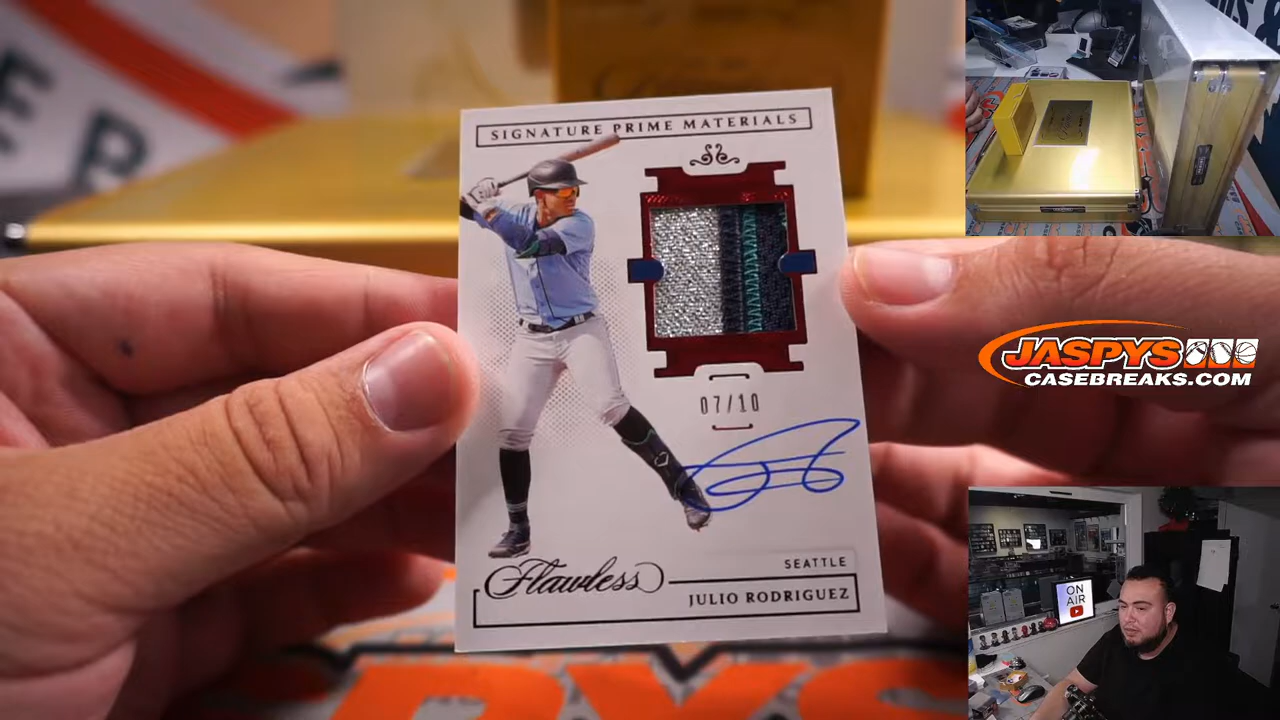 SIGNATURE PRIME MATERIALS
07/10
Flawless
SEATTLE
JULIO RODRIGUEZ
JASPYS
CASEBREAKS.COM
ON
AIR